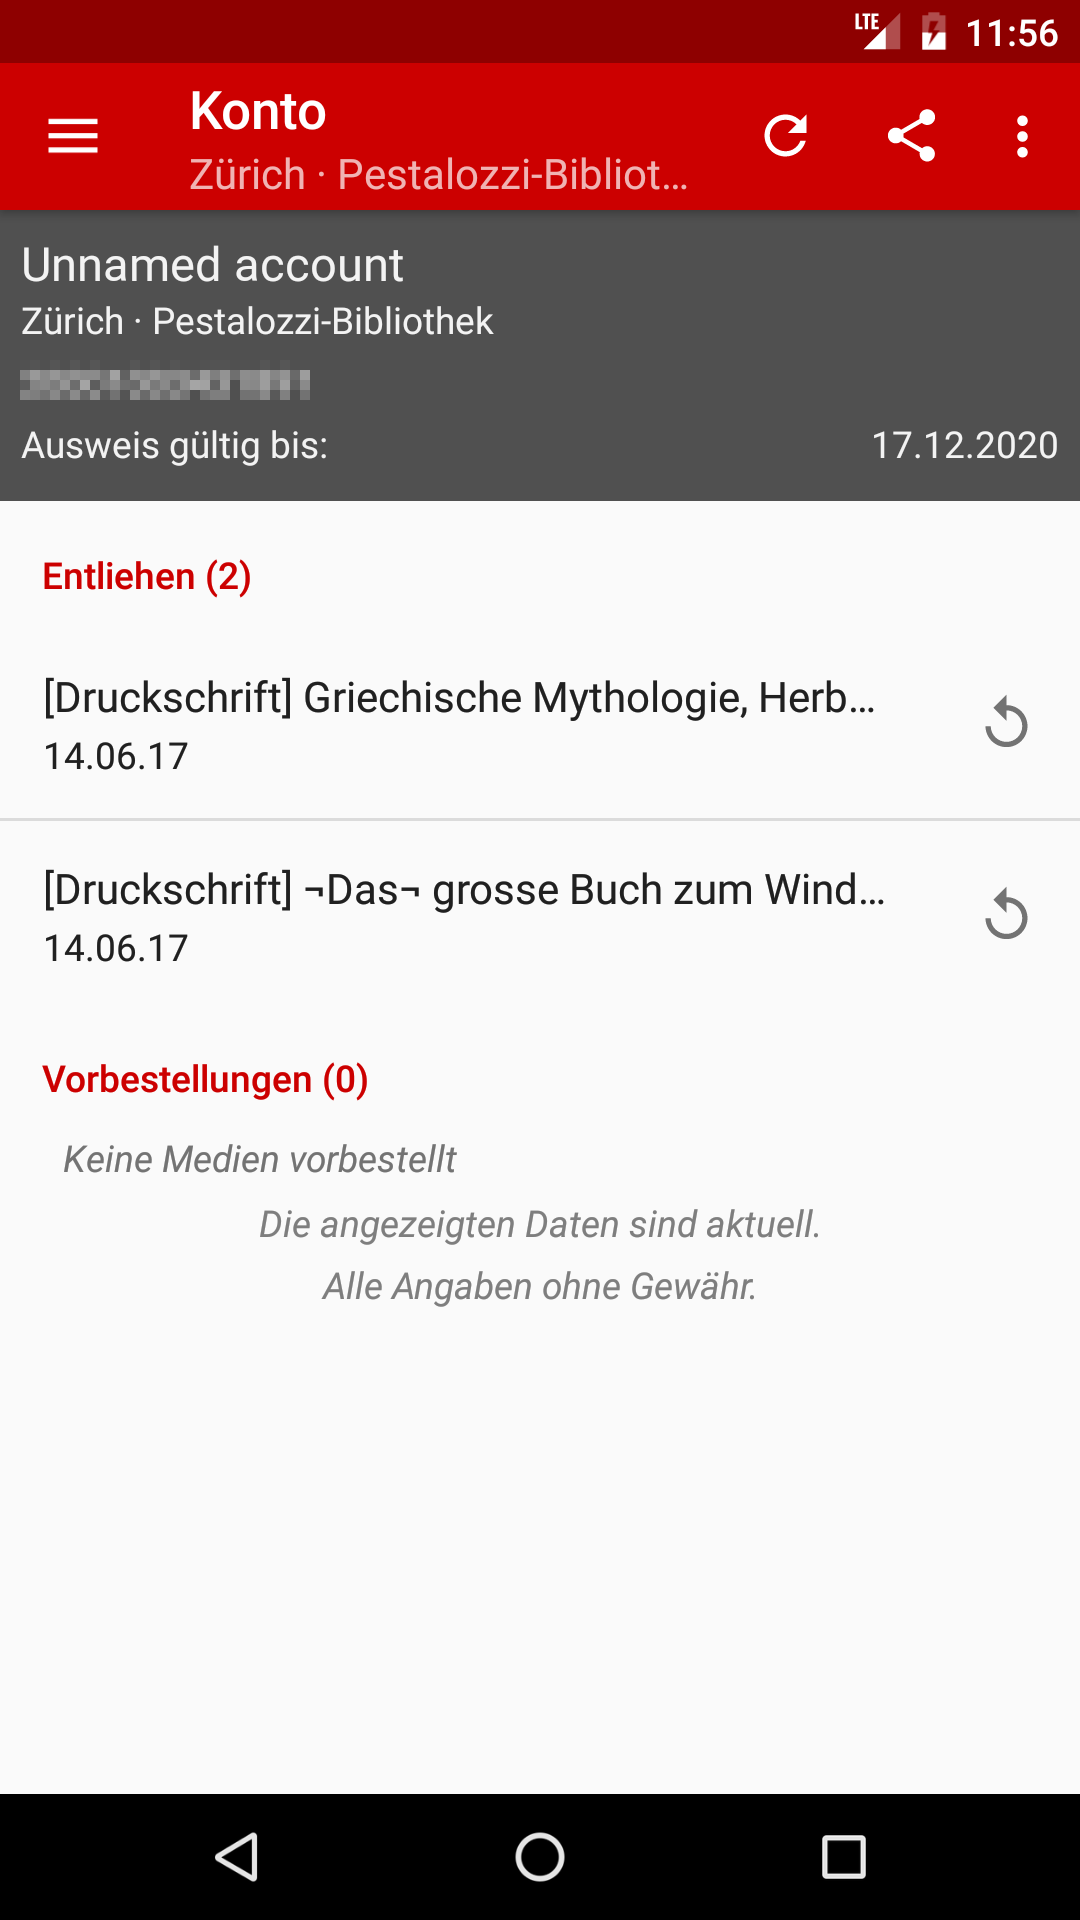 LTE 11:56
Konto
Zürich · Pestalozzi-Bibliot...
Unnamed account
Zürich · Pestalozzi-Bibliothek
Ausweis gültig bis: 17.12.2020
Entliehen (2)
[Druckschrift] Griechische Mythologie, Herb...
14.06.17
[Druckschrift] ¬Das¬ grosse Buch zum Wind...
14.06.17
Vorbestellungen (0)
Keine Medien vorbestellt
Die angezeigten Daten sind aktuell.
Alle Angaben ohne Gewähr.